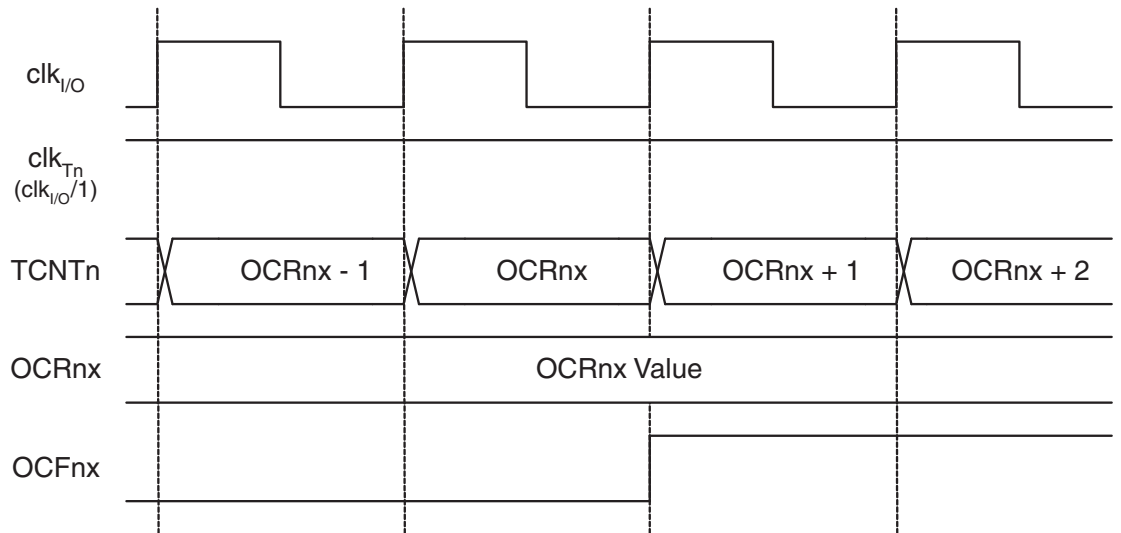 clkI/O
clkTn
(clkI/O/1)
TCNTn OCRnx - 1 OCRnx OCRnx + 1 OCRnx + 2
OCRnx OCRnx Value
OCFnx